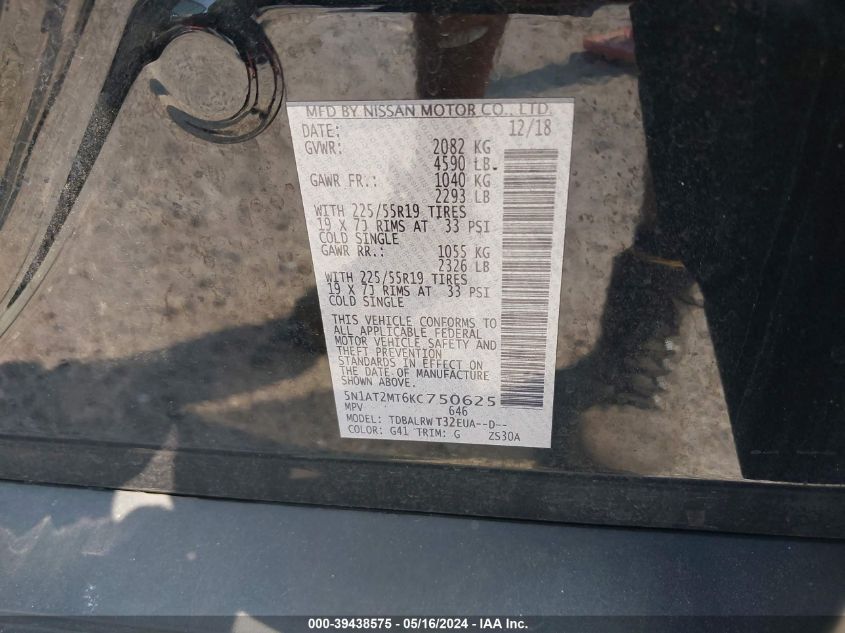 MFD BY NISSAN MOTOR CO., LTD.
DATE: 12/18
GVWR: 2082 KG
4590 LB
GAWR FR.: 1040 KG
2293 LB
WITH 225/55R19 TIRES
19 X 7J RIMS AT 33 PSI
COLD SINGLE
GAWR RR.: 1055 KG
2326 LB
WITH 225/55R19 TIRES
19 X 7J RIMS AT 33 PSI
COLD SINGLE
THIS VEHICLE CONFORMS TO
ALL APPLICABLE FEDERAL
MOTOR VEHICLE SAFETY AND
THEFT PREVENTION
STANDARDS IN EFFECT ON
THE DATE OF MANUFACTURE
SHOWN ABOVE.
5N1AT2MT6KC750625
MPV 646
MODEL: TDBALRW T32EUA--D--
COLOR: G41 TRIM: G ZS30A
000-39438575 - 05/16/2024 - IAA Inc.